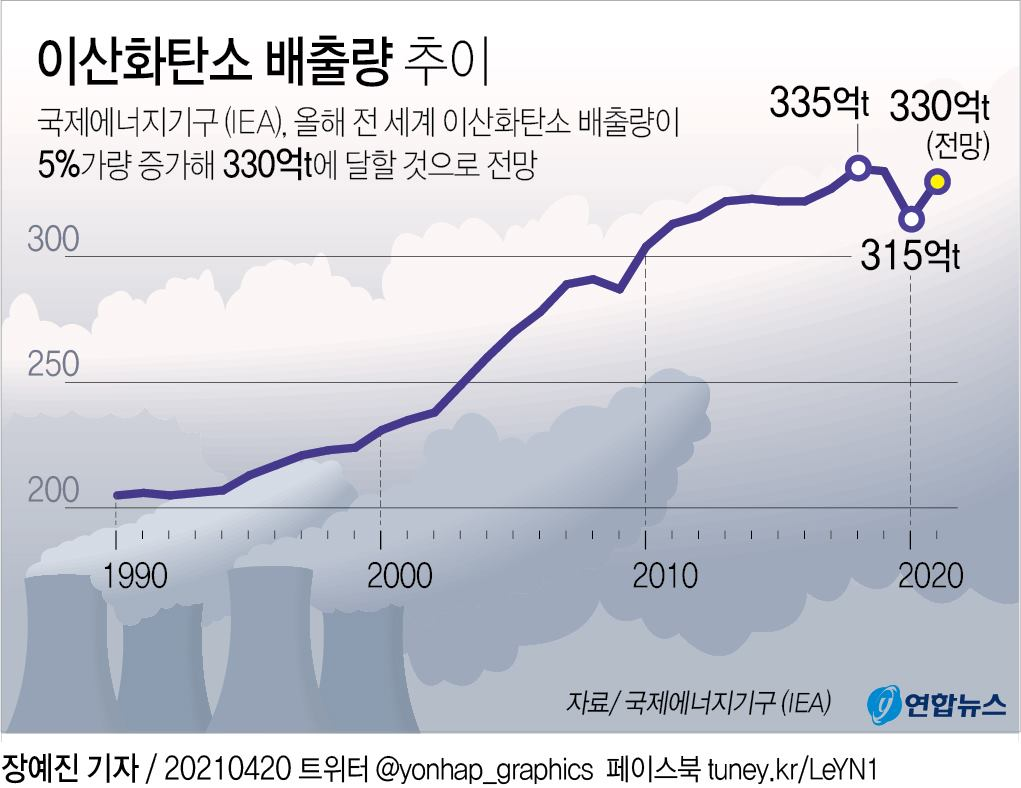 이산화탄소 배출량 추이
국제에너지기구 (IEA), 올해 전 세계 이산화탄소 배출량이
5%가량 증가해 330억t에 달할 것으로 전망
335억t
330억t
(전망)
315억t
300
250
200
1990
2000
2010
2020
자료/ 국제에너지기구 (IEA)
연합뉴스
장예진 기자 / 20210420 트위터 @yonhap_graphics 페이스북 tuney.kr/LeYN1